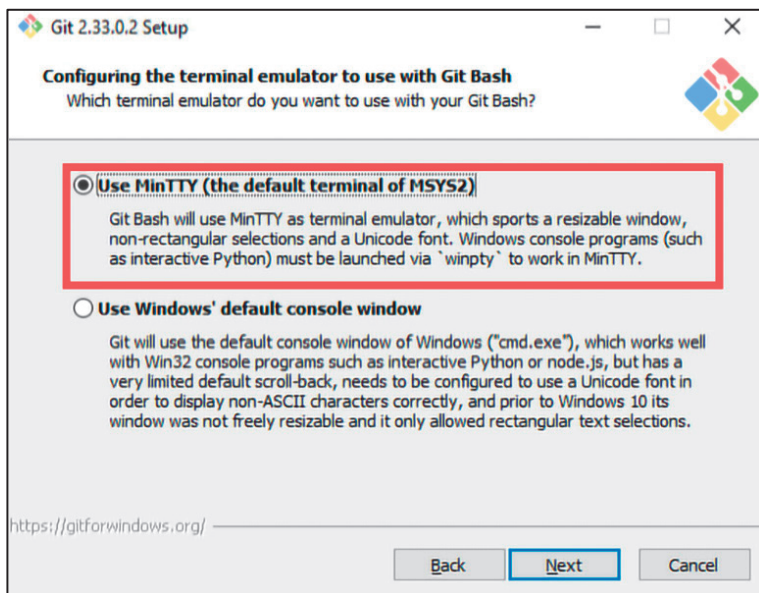 Git 2.33.0.2 Setup
Configuring the terminal emulator to use with Git Bash
Which terminal emulator do you want to use with your Git Bash?
Use MinTTY (the default terminal of MSYS2)
Git Bash will use MinTTY as terminal emulator, which sports a resizable window,
non-rectangular selections and a Unicode font. Windows console programs (such
as interactive Python) must be launched via `winpty` to work in MinTTY.
Use Windows' default console window
Git will use the default console window of Windows ("cmd.exe"), which works well
with Win32 console programs such as interactive Python or node.js, but has a
very limited default scroll-back, needs to be configured to use a Unicode font in
order to display non-ASCII characters correctly, and prior to Windows 10 its
window was not freely resizable and it only allowed rectangular text selections.
https://gitforwindows.org/
Back Next Cancel